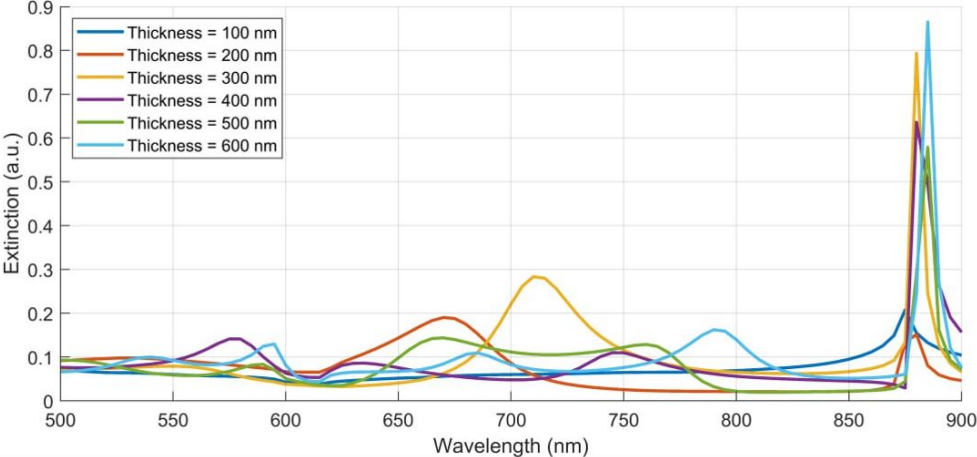 0.9
0.8
0.7
0.6
0.5
0.4
0.3
0.2
0.1
0
Extinction (a.u.)
Thickness = 100 nm
Thickness = 200 nm
Thickness = 300 nm
Thickness = 400 nm
Thickness = 500 nm
Thickness = 600 nm
500 550 600 650 700 750 800 850 900
Wavelength (nm)